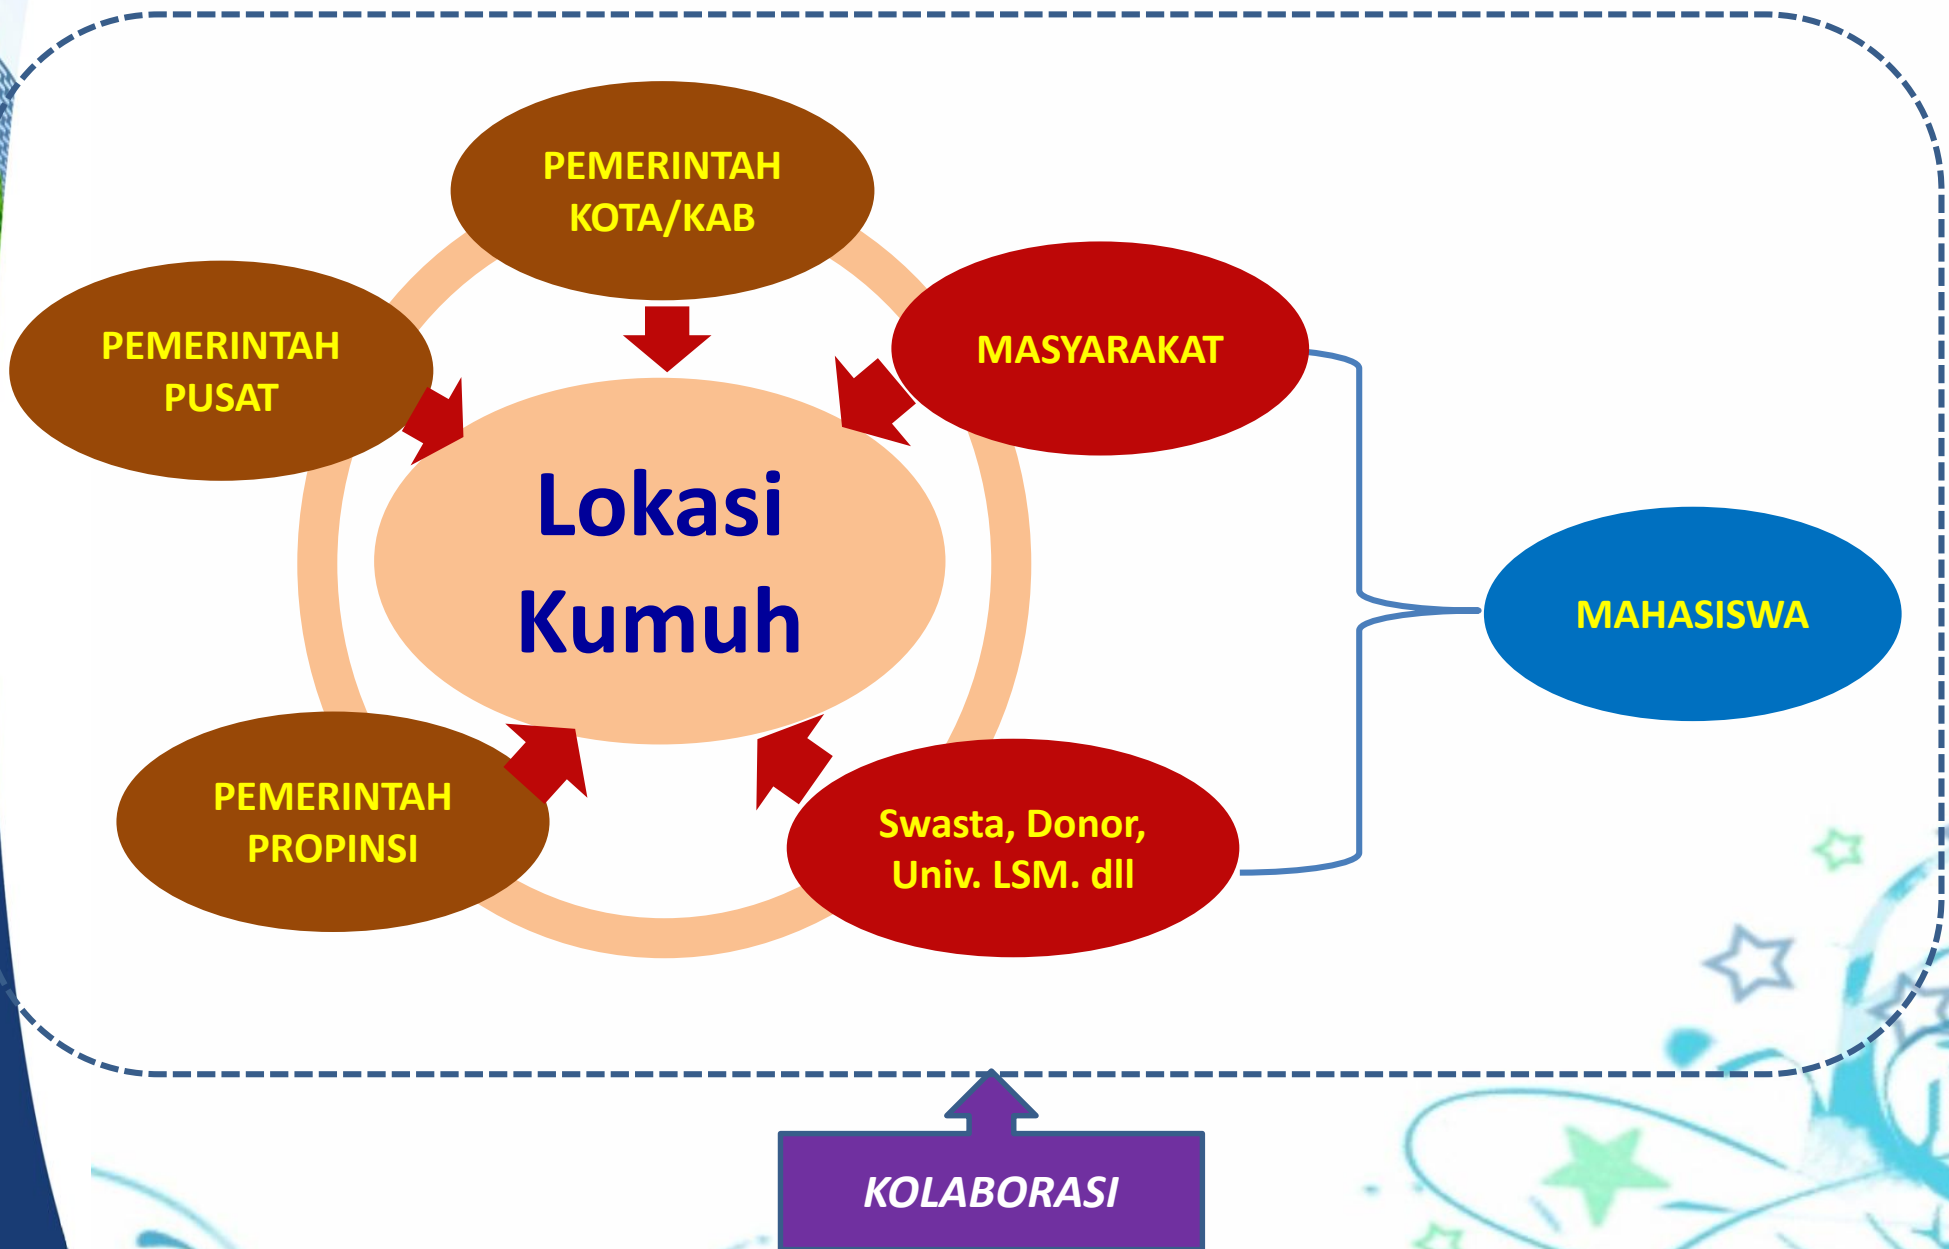 PEMERINTAH
KOTA/KAB
PEMERINTAH
PUSAT
MASYARAKAT
Lokasi
Kumuh
MAHASISWA
PEMERINTAH
PROPINSI
Swasta, Donor,
Univ. LSM. dll
KOLABORASI